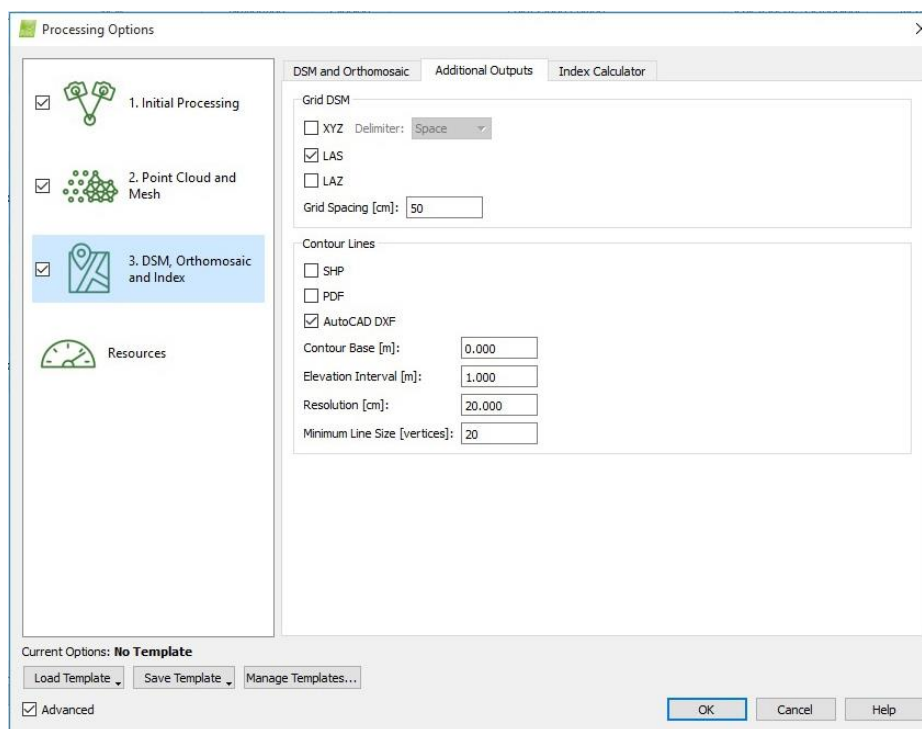 Processing Options
1. Initial Processing
2. Point Cloud and
Mesh
3. DSM, Orthomosaic
and Index
Resources
DSM and Orthomosaic Additional Outputs Index Calculator
Grid DSM
XYZ Delimiter: Space
LAS
LAZ
Grid Spacing [cm]: 50
Contour Lines
SHP
PDF
AutoCAD DXF
Contour Base [m]: 0.000
Elevation Interval [m]: 1.000
Resolution [cm]: 20.000
Minimum Line Size [vertices]: 20
Current Options: No Template
Load Template Save Template Manage Templates...
Advanced OK Cancel Help